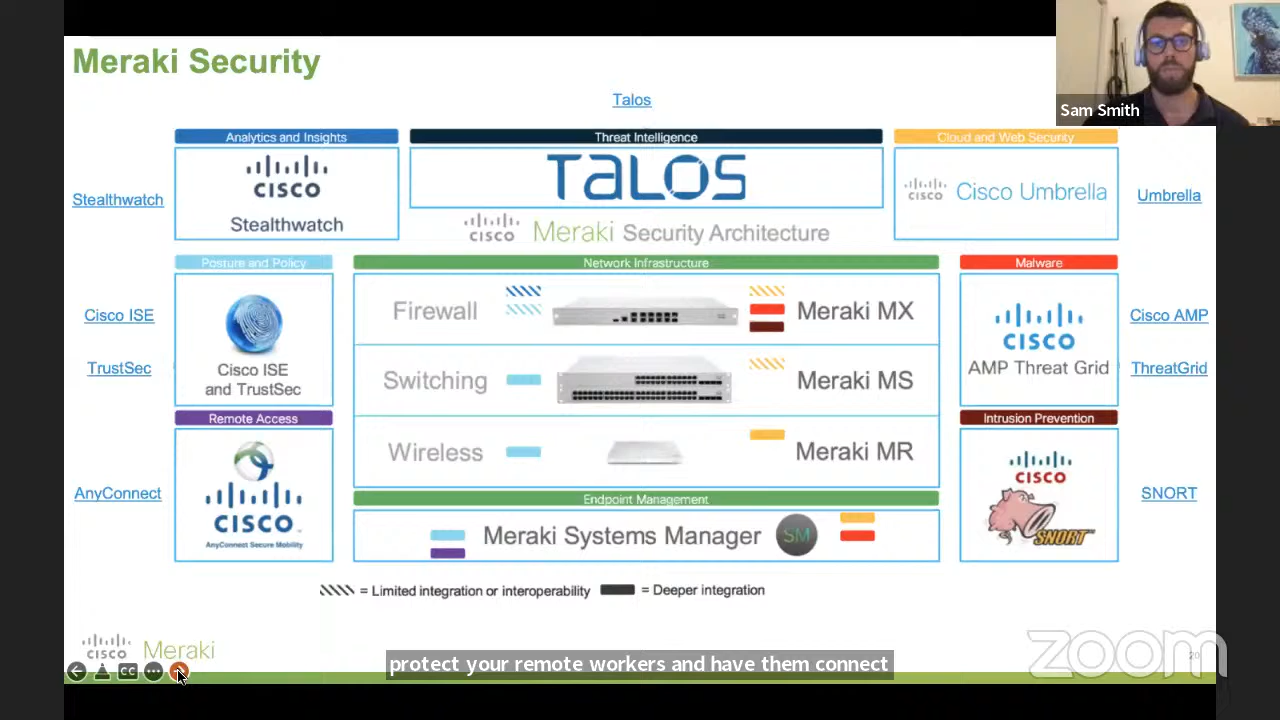 Meraki Security
Talos
Sam Smith
Analytics and Insights
Threat Intelligence
Cloud and Web Security
CISCO
Stealthwatch
TALOS
CISCO Cisco Umbrella
Stealthwatch
Umbrella
CISCO Meraki Security Architecture
Posture and Policy
Network Infrastructure
Malware
Cisco ISE
TrustSec
Cisco ISE
and TrustSec
Firewall
Meraki MX
Switching
Meraki MS
Wireless
Meraki MR
CISCO
AMP Threat Grid
Cisco AMP
ThreatGrid
Remote Access
Intrusion Prevention
AnyConnect
CISCO
AnyConnect Secure Mobility
Endpoint Management
Meraki Systems Manager SM
CISCO
SNORT
SNORT
= Limited integration or interoperability
= Deeper integration
CISCO Meraki
zoom
20
CC
protect your remote workers and have them connect